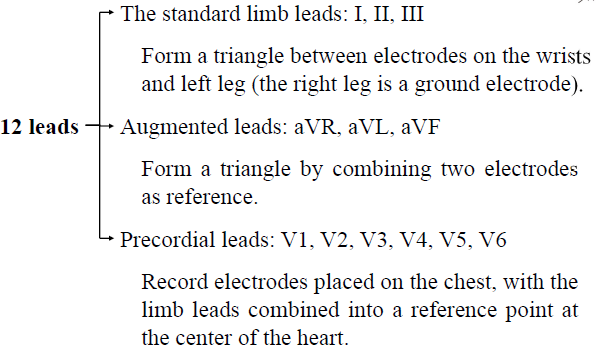 The standard limb leads: I, II, III
Form a triangle between electrodes on the wrists
and left leg (the right leg is a ground electrode).
12 leads
Augmented leads: aVR, aVL, aVF
Form a triangle by combining two electrodes
as reference.
Precordial leads: V1, V2, V3, V4, V5, V6
Record electrodes placed on the chest, with the
limb leads combined into a reference point at
the center of the heart.